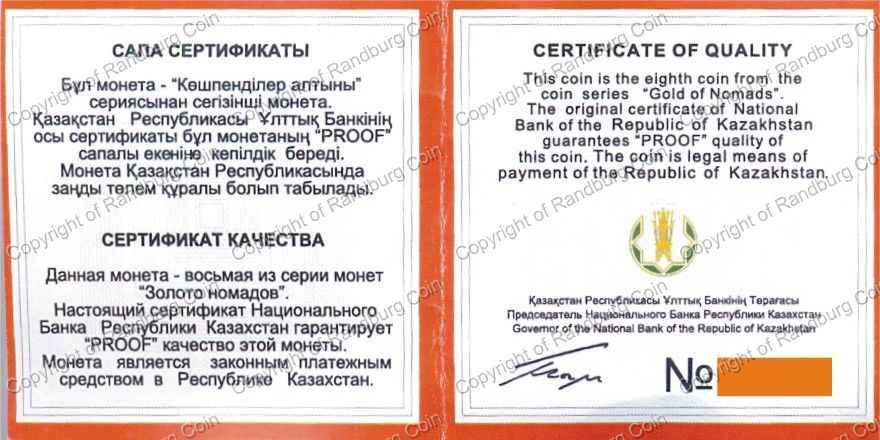 САПА СЕРТИФИКАТЫ
Бұл монета - “Көшпенділер алтыны”
сериясынан сегізінші монета.
Қазақстан Республикасы Ұлттық Банкінің
осы сертификаты бұл монетаның “PROOF”
сапалы екеніне кепілдік береді.
Монета Қазақстан Республикасында
заңды төлем құралы болып табылады.
СЕРТИФИКАТ КАЧЕСТВА
Данная монета - восьмая из серии монет
“Золото номадов”.
Настоящий сертификат Национального
Банка Республики Казахстан гарантирует
“PROOF” качество этой монеты.
Монета является законным платежным
средством в Республике Казахстан.
CERTIFICATE OF QUALITY
This coin is the eighth coin from the
coin series “Gold of Nomads”.
The original certificate of National
Bank of the Republic of Kazakhstan
guarantees “PROOF” quality of
this coin. The coin is legal means of
payment of the Republic of Kazakhstan.
Қазақстан Республикасы Ұлттық Банкінің Төрағасы
Председатель Национального Банка Республики Казахстан
Governor of the National Bank of the Republic of Kazakhstan
№
Copyright of Randburg Coin